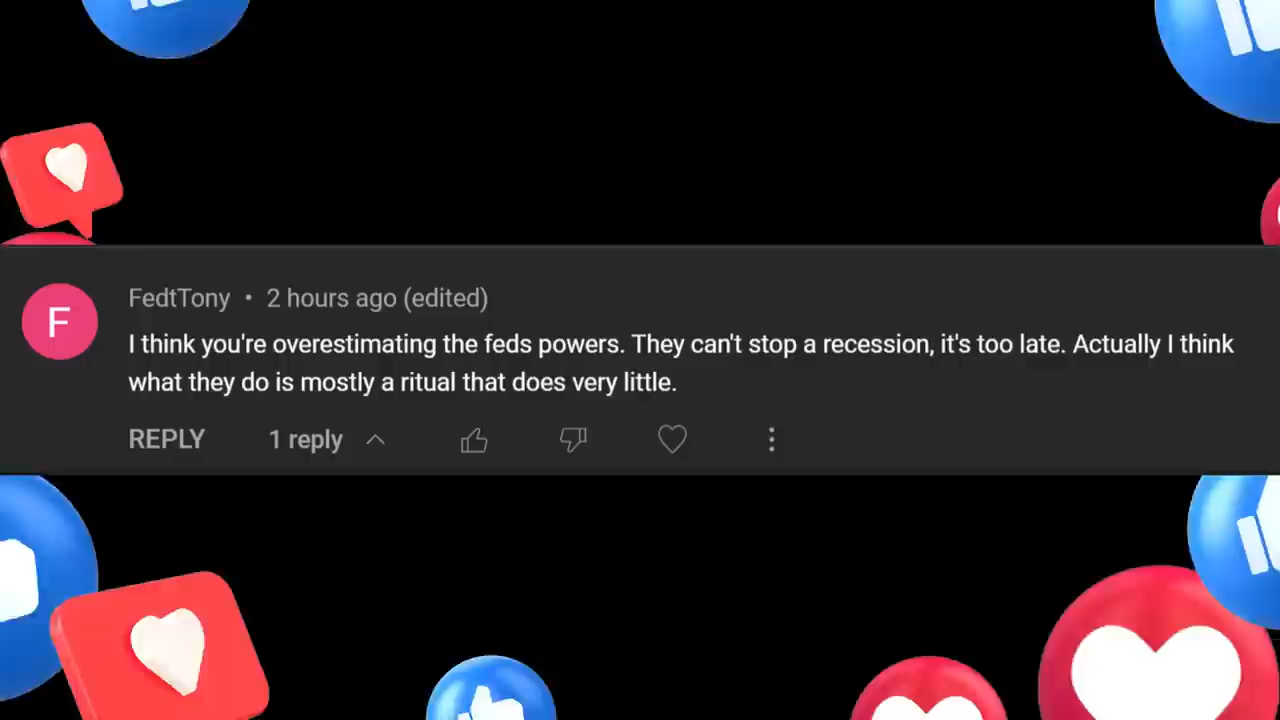 F
FedtTony • 2 hours ago (edited)
I think you're overestimating the feds powers. They can't stop a recession, it's too late. Actually I think
what they do is mostly a ritual that does very little.
REPLY 1 reply